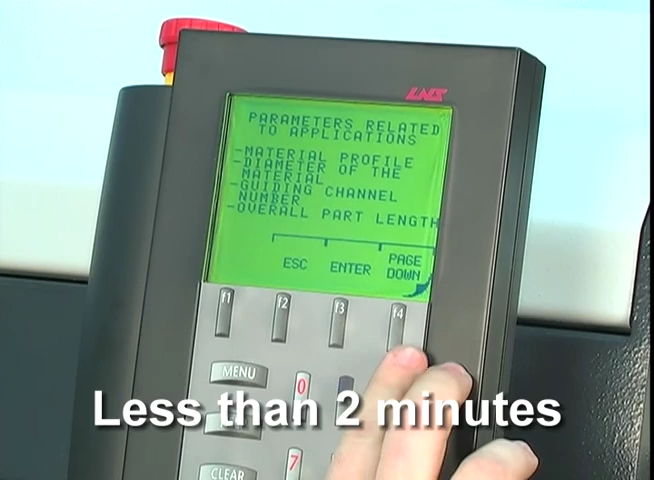 LNS
PARAMETERS RELATED
TO APPLICATIONS
-MATERIAL PROFILE
-DIAMETER OF THE
MATERIAL
-GUIDING CHANNEL
NUMBER
-OVERALL PART LENGTH
ESC ENTER PAGE
DOWN
f1 f2 f3 f4
MENU 0
Less than 2 minutes
CLEAR 7